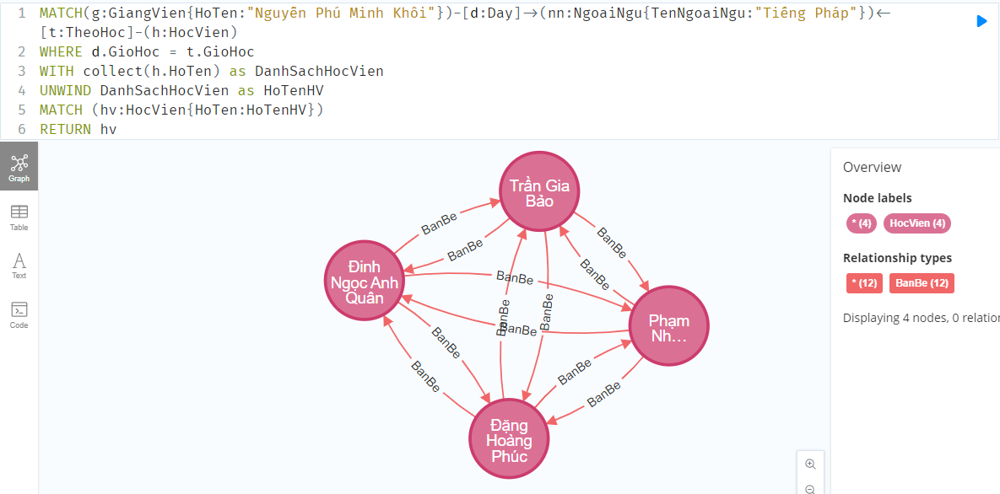 1 MATCH(g:GiangVien{HoTen:"Nguyễn Phú Minh Khôi"})-[d:Day]->(nn:NgoaiNgu{TenNgoaiNgu:"Tiếng Pháp"})<-
[t:TheoHoc]-(h:HocVien)
2 WHERE d.GioHoc = t.GioHoc
3 WITH collect(h.HoTen) as DanhSachHocVien
4 UNWIND DanhSachHocVien as HoTenHV
5 MATCH (hv:HocVien{HoTen:HoTenHV})
6 RETURN hv
Graph
Table
Text
Code
Trần Gia
Bảo
Đinh
Ngọc Anh
Quân
Phạm
Nh...
Đặng
Hoàng
Phúc
BanBe
BanBe
BanBe
BanBe
BanBe
BanBe
BanBe
BanBe
BanBe
BanBe
BanBe
BanBe
Overview
Node labels
* (4) HocVien (4)
Relationship types
* (12) BanBe (12)
Displaying 4 nodes, 0 relation